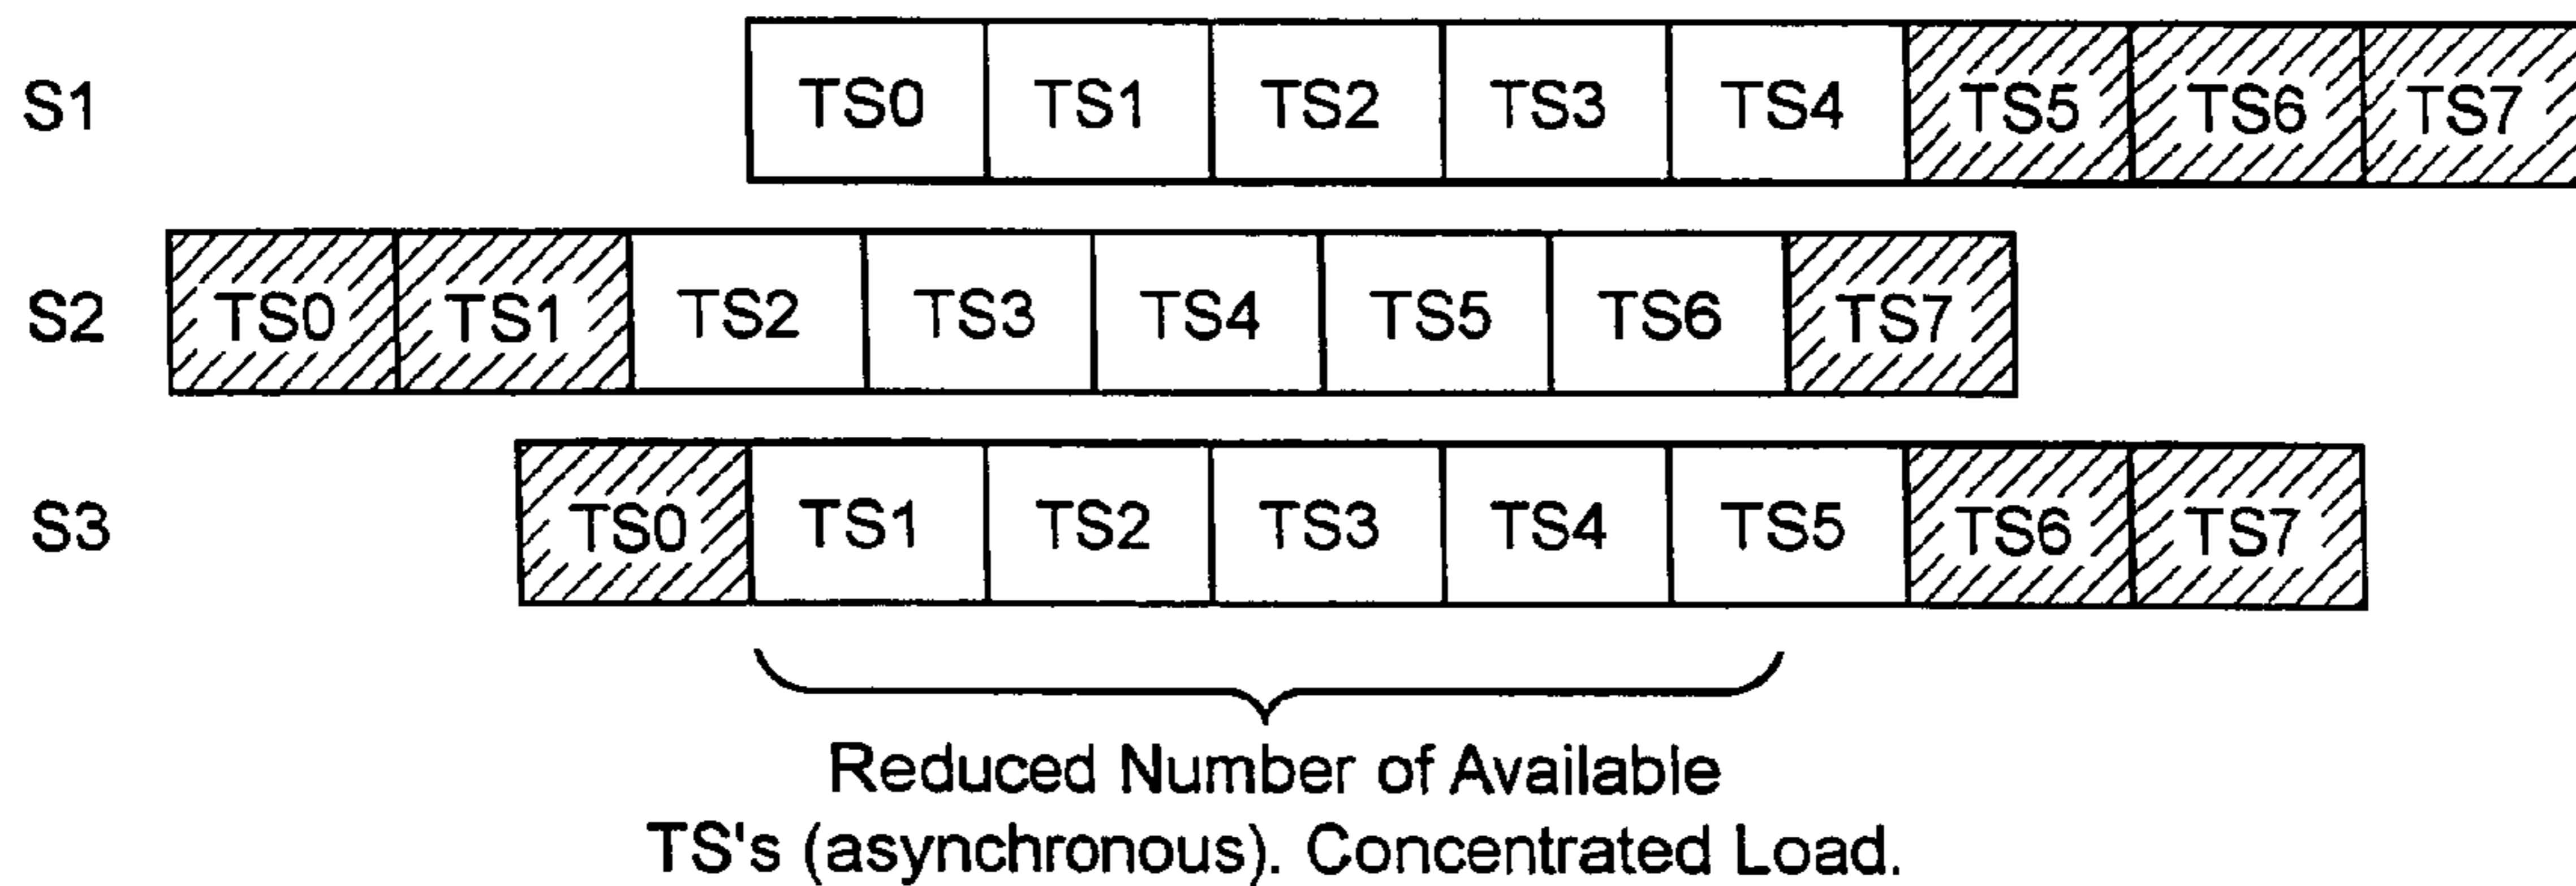 S1 TS0 TS1 TS2 TS3 TS4 TS5 TS6 TS7
S2 TS0 TS1 TS2 TS3 TS4 TS5 TS6 TS7
S3 TS0 TS1 TS2 TS3 TS4 TS5 TS6 TS7
Reduced Number of Available
TS's (asynchronous). Concentrated Load.